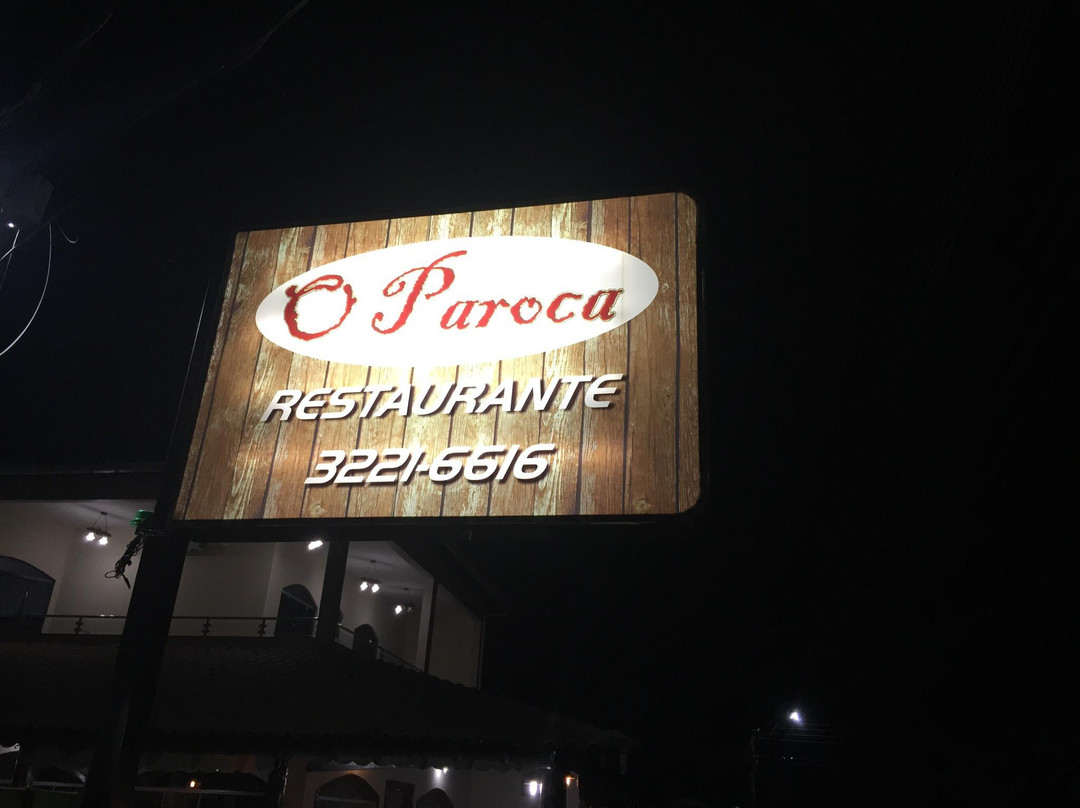 O Paroca
RESTAURANTE
3221-6616